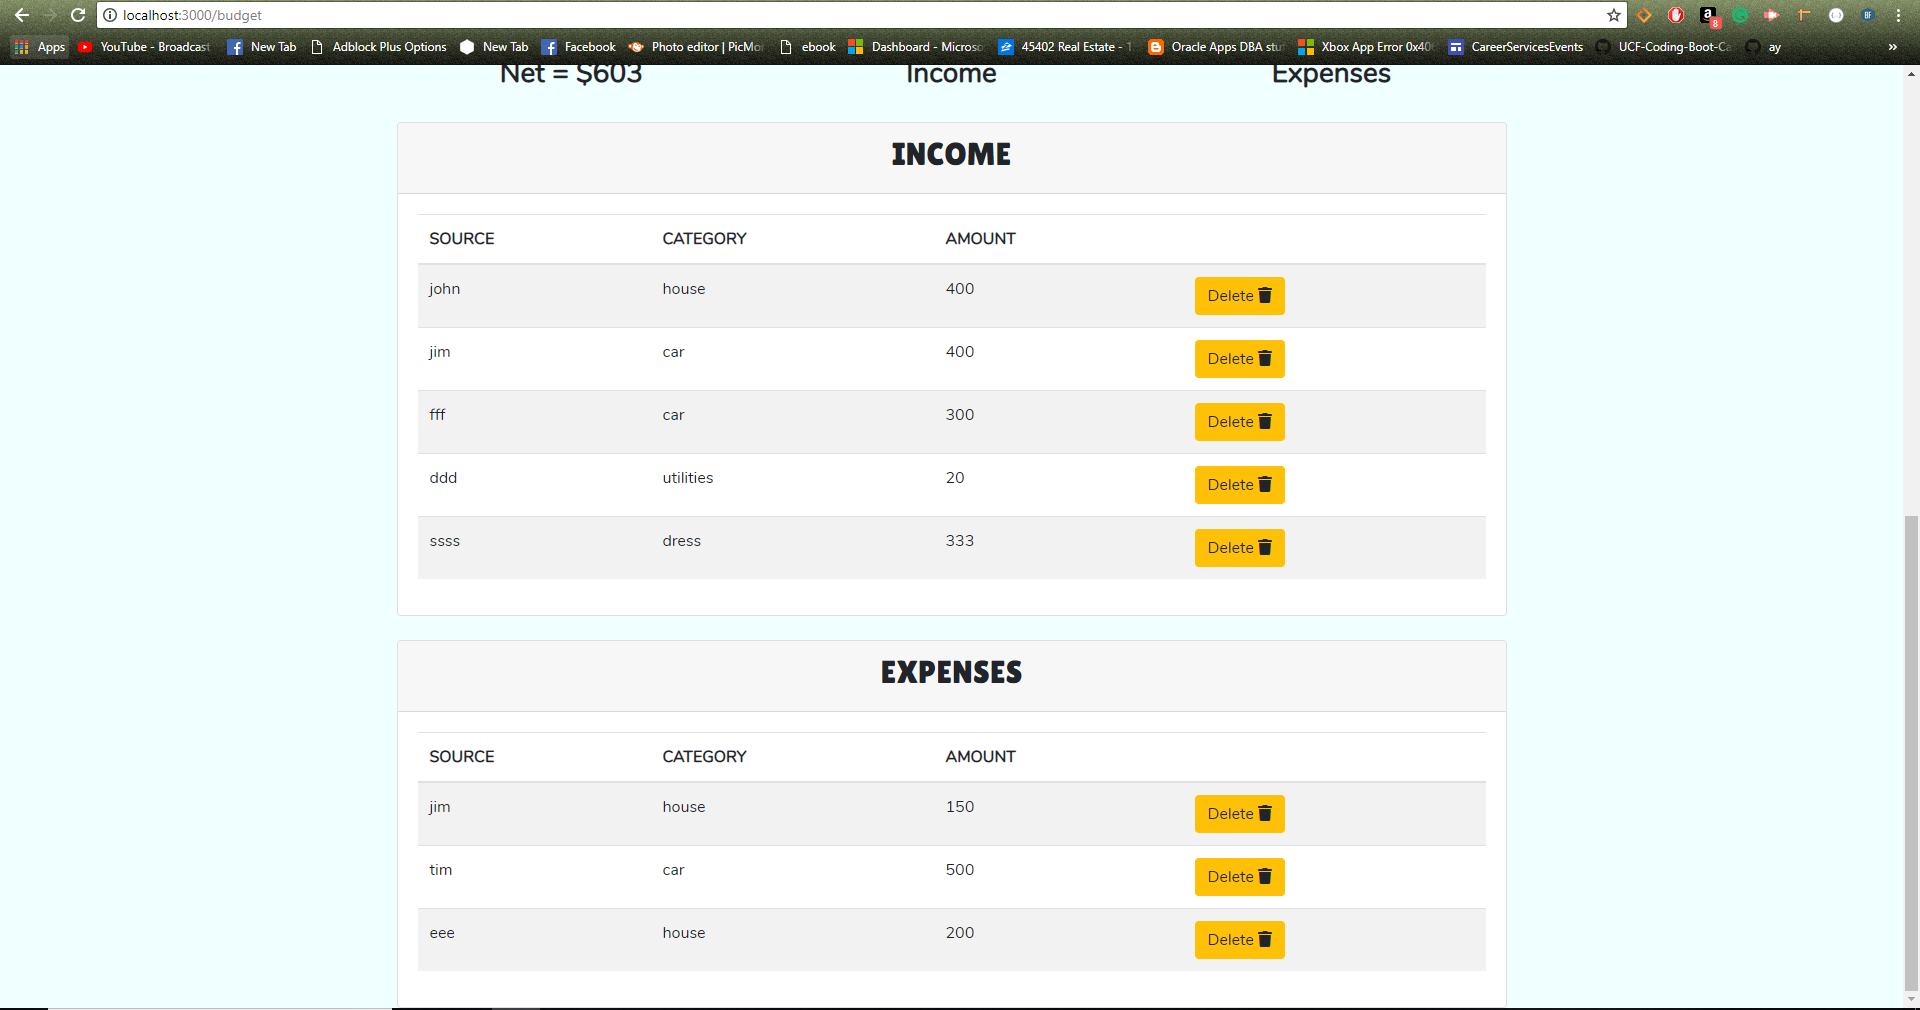 localhost:3000/budget
Apps YouTube - Broadcast New Tab Adblock Plus Options New Tab Facebook Photo editor | PicMo ebook Dashboard - Microso 45402 Real Estate - 1 Oracle Apps DBA stu Xbox App Error 0x40 CareerServicesEvents UCF-Coding-Boot-Ca ay »
Net = $603 Income Expenses
INCOME
SOURCE CATEGORY AMOUNT
john house 400 Delete
jim car 400 Delete
fff car 300 Delete
ddd utilities 20 Delete
ssss dress 333 Delete
EXPENSES
SOURCE CATEGORY AMOUNT
jim house 150 Delete
tim car 500 Delete
eee house 200 Delete